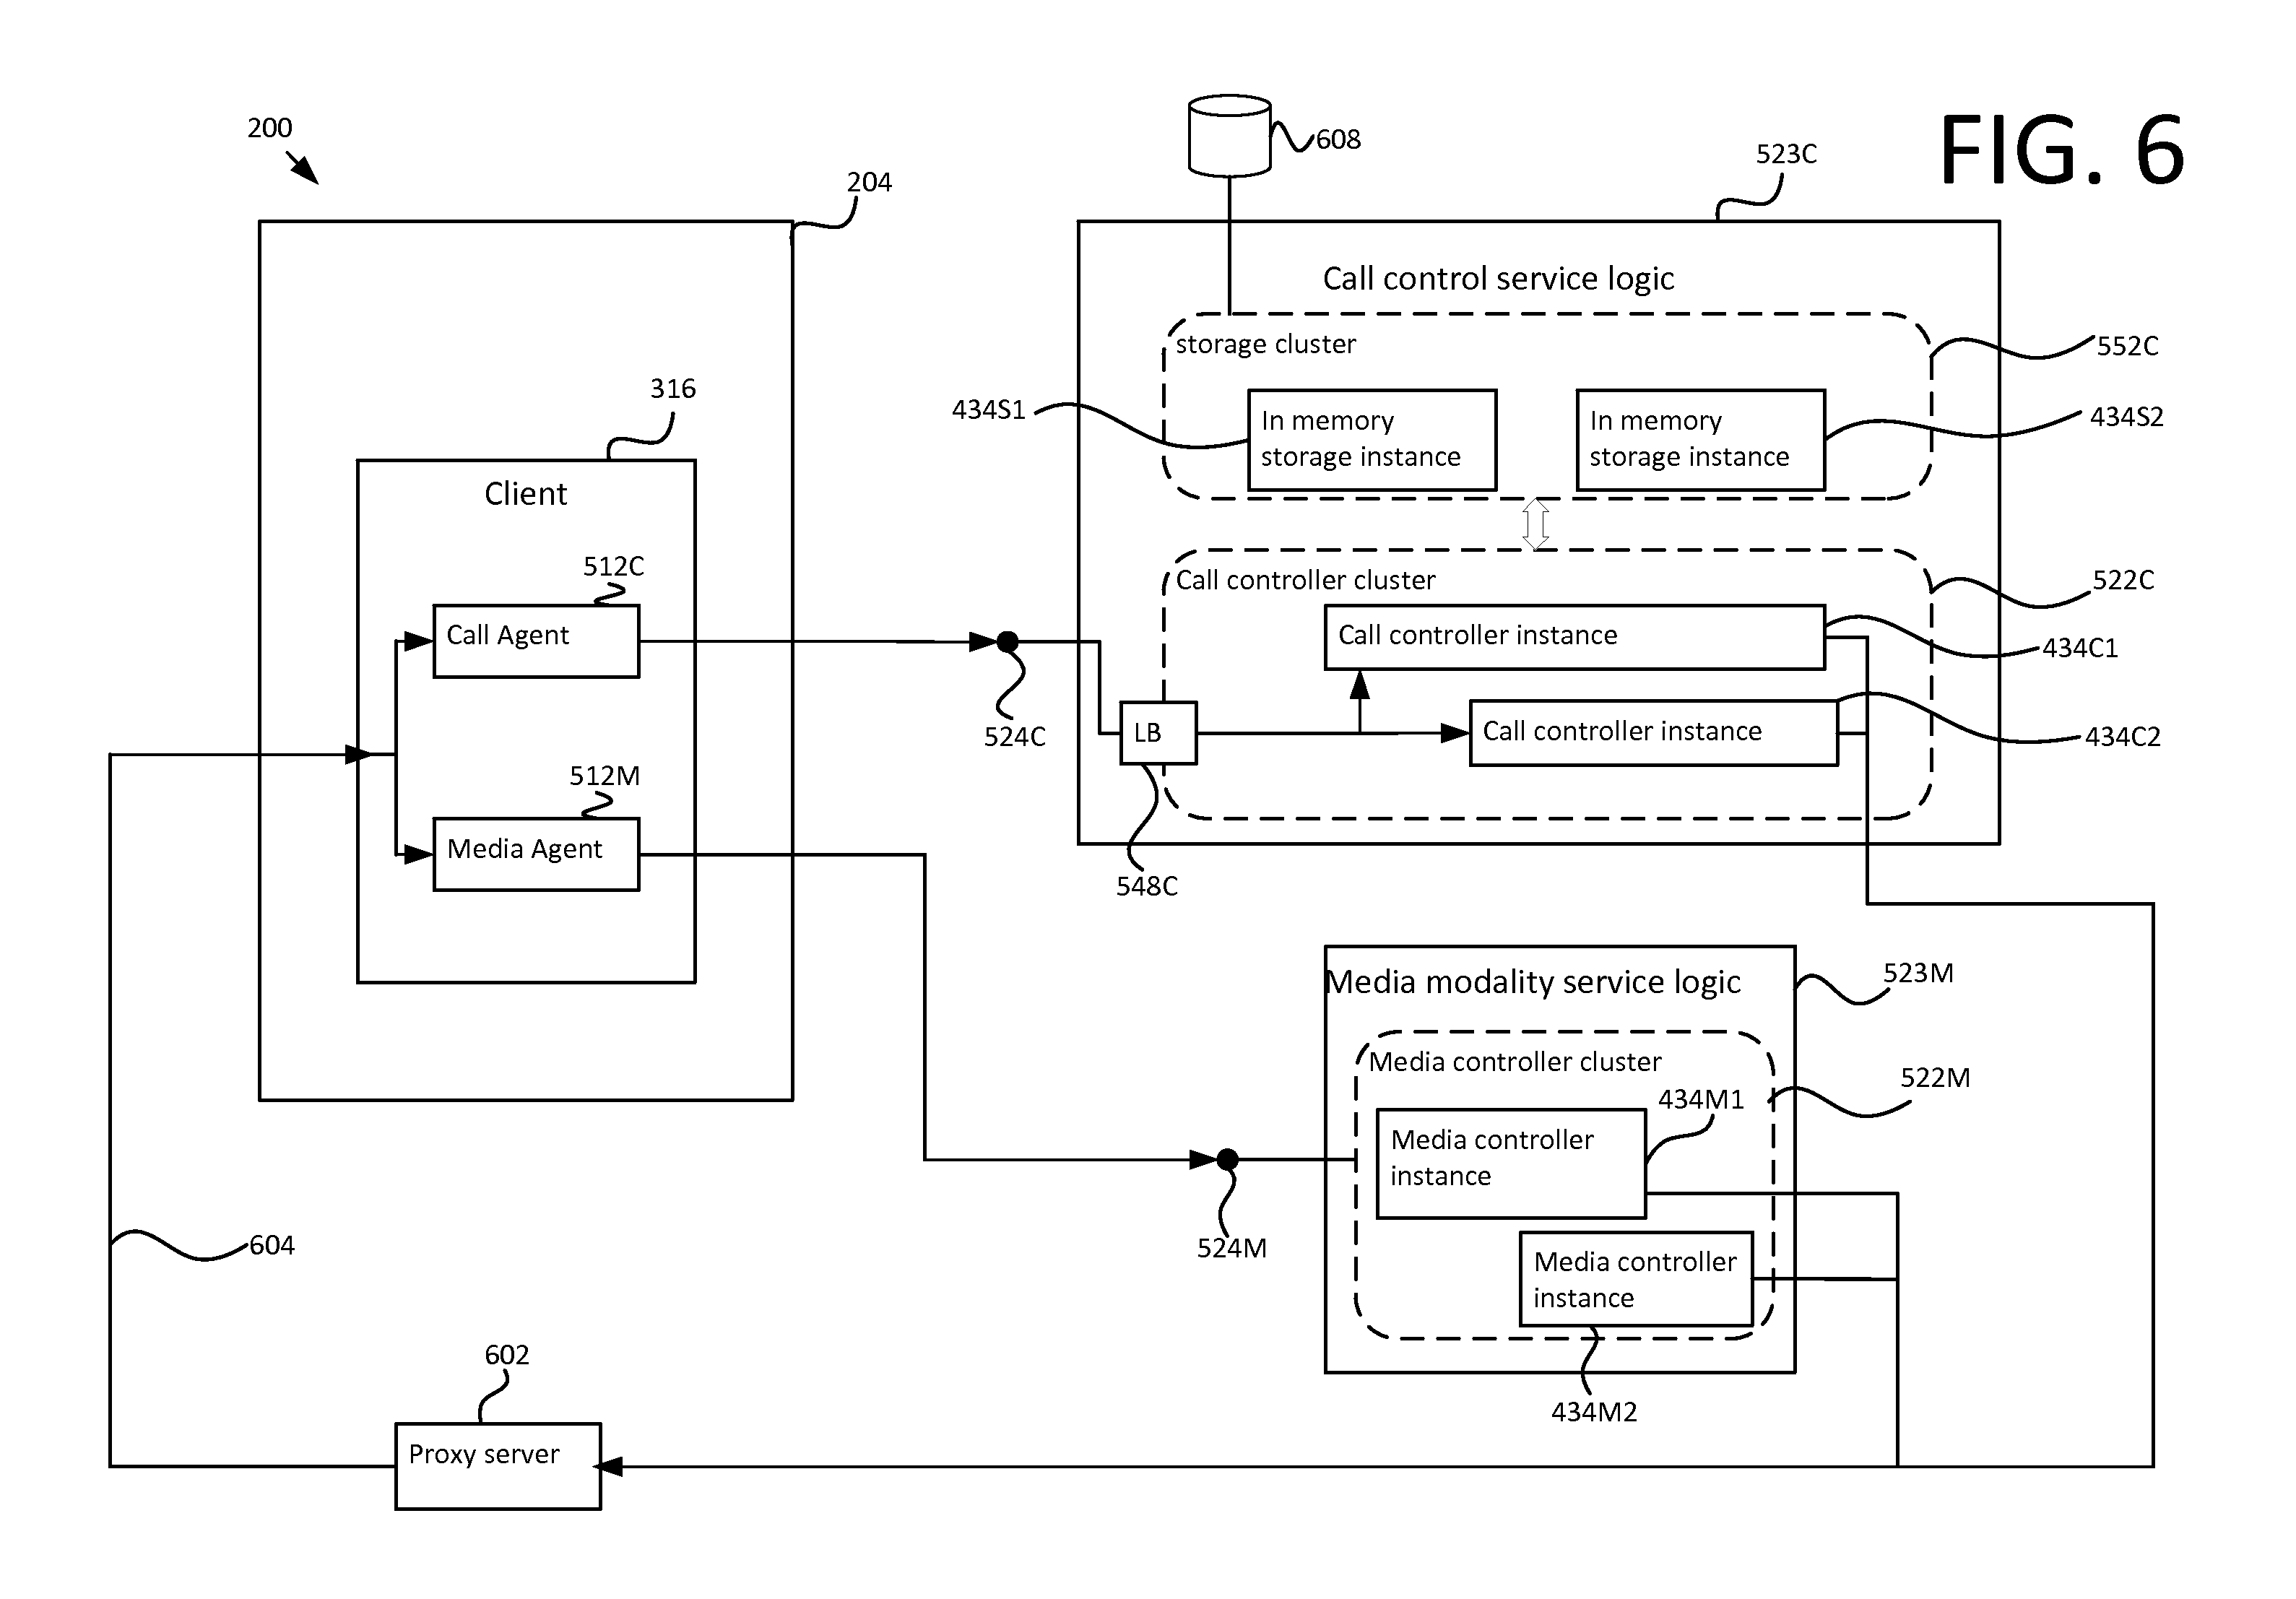 FIG. 6
200
204
608
523C
Call control service logic
storage cluster
552C
316
434S1
In memory
storage instance
In memory
storage instance
434S2
Client
512C
Call Agent
Call controller cluster
522C
Call controller instance
434C1
524C
LB
Call controller instance
434C2
512M
Media Agent
548C
Media modality service logic
523M
Media controller cluster
522M
434M1
Media controller
instance
524M
604
Media controller
instance
434M2
602
Proxy server